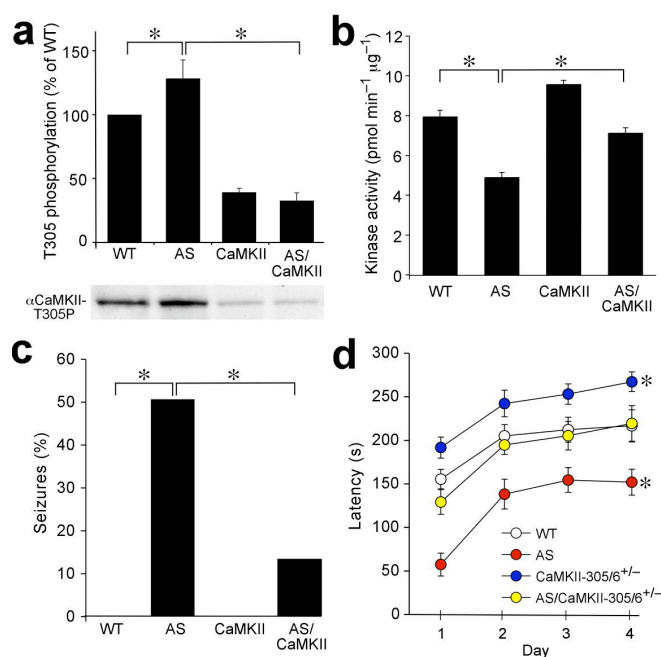 a
T305 phosphorylation (% of WT)
150
100
50
0
* *
WT AS CaMKII AS/
CaMKII
αCaMKII-
T305P
b
Kinase activity (pmol min⁻¹ μg⁻¹)
12
10
8
6
4
2
0
* *
WT AS CaMKII AS/
CaMKII
c
Seizures (%)
60
50
40
30
20
10
0
* *
WT AS CaMKII AS/
CaMKII
d
Latency (s)
300
250
200
150
100
50
0
*
*
WT
AS
CaMKII-305/6⁺/⁻
AS/CaMKII-305/6⁺/⁻
1 2 3 4
Day